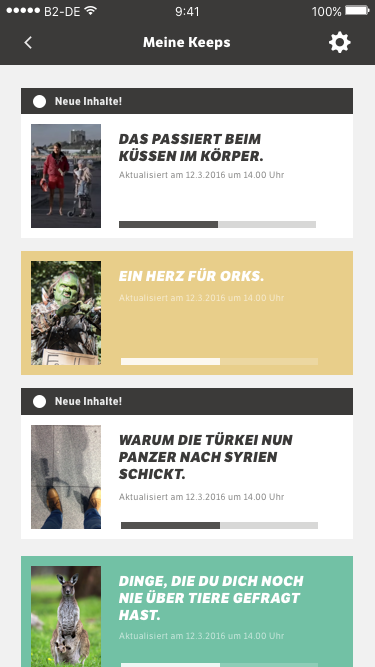 B2-DE 9:41 100%
Meine Keeps
Neue Inhalte!
DAS PASSIERT BEIM
KÜSSEN IM KÖRPER.
Aktualisiert am 12.3.2016 um 14.00 Uhr
EIN HERZ FÜR ORKS.
Aktualisiert am 12.3.2016 um 14.00 Uhr
Neue Inhalte!
WARUM DIE TÜRKEI NUN
PANZER NACH SYRIEN
SCHICKT.
Aktualisiert am 12.3.2016 um 14.00 Uhr
DINGE, DIE DU DICH NOCH
NIE ÜBER TIERE GEFRAGT
HAST.
Aktualisiert am 12.3.2016 um 14.00 Uhr